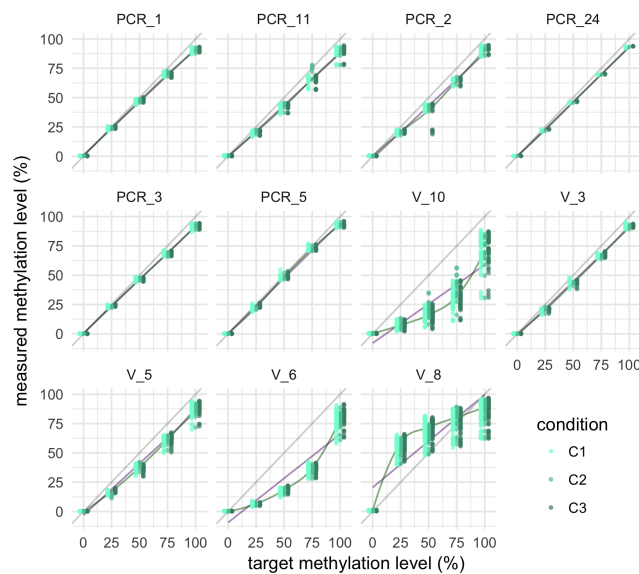 PCR_1 PCR_11 PCR_2 PCR_24
100
75
50
25
0
PCR_3 PCR_5 V_10 V_3
100
75
50
25
0
0 25 50 75 100
V_5 V_6 V_8
100
75
50
25
0
0 25 50 75 100 0 25 50 75 100 0 25 50 75 100
measured methylation level (%)
target methylation level (%)
condition
C1
C2
C3